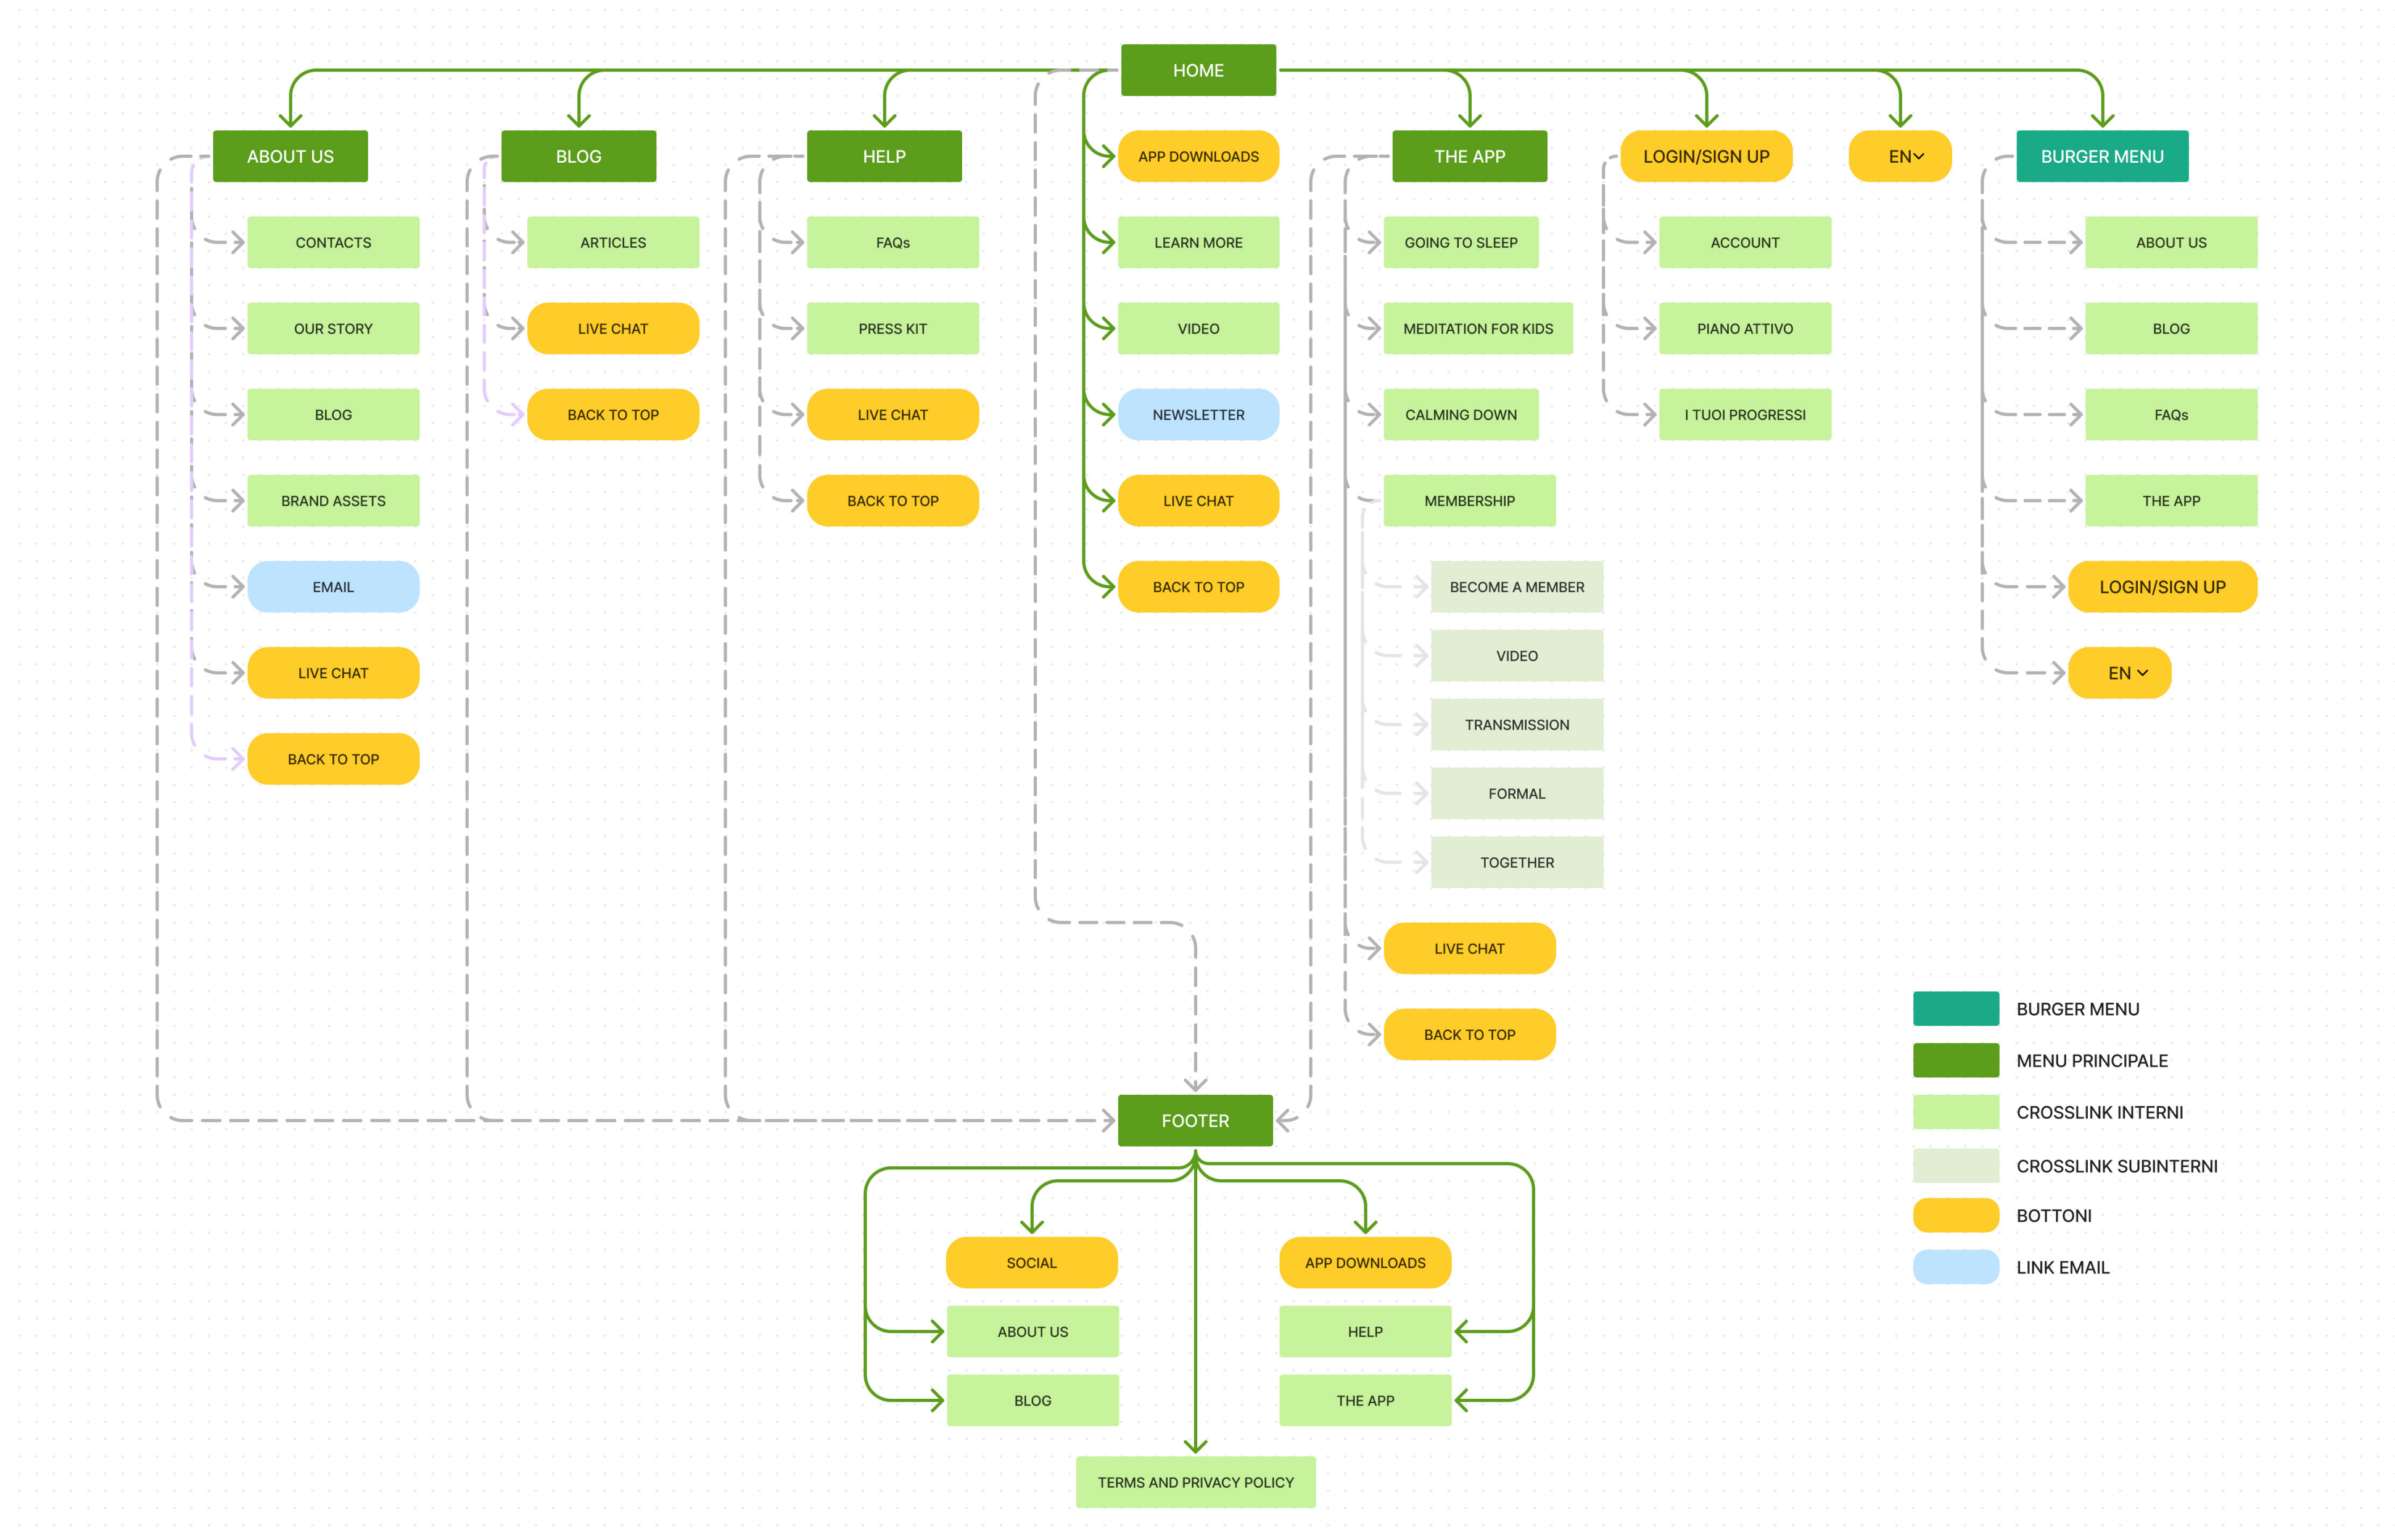 HOME
ABOUT US
CONTACTS
OUR STORY
BLOG
BRAND ASSETS
EMAIL
LIVE CHAT
BACK TO TOP
BLOG
ARTICLES
LIVE CHAT
BACK TO TOP
HELP
FAQs
PRESS KIT
LIVE CHAT
BACK TO TOP
APP DOWNLOADS
LEARN MORE
VIDEO
NEWSLETTER
LIVE CHAT
BACK TO TOP
THE APP
GOING TO SLEEP
MEDITATION FOR KIDS
CALMING DOWN
MEMBERSHIP
BECOME A MEMBER
VIDEO
TRANSMISSION
FORMAL
TOGETHER
LIVE CHAT
BACK TO TOP
LOGIN/SIGN UP
ACCOUNT
PIANO ATTIVO
I TUOI PROGRESSI
EN
BURGER MENU
ABOUT US
BLOG
FAQs
THE APP
LOGIN/SIGN UP
EN
FOOTER
SOCIAL
ABOUT US
BLOG
APP DOWNLOADS
HELP
THE APP
TERMS AND PRIVACY POLICY
BURGER MENU
MENU PRINCIPALE
CROSSLINK INTERNI
CROSSLINK SUBINTERNI
BOTTONI
LINK EMAIL